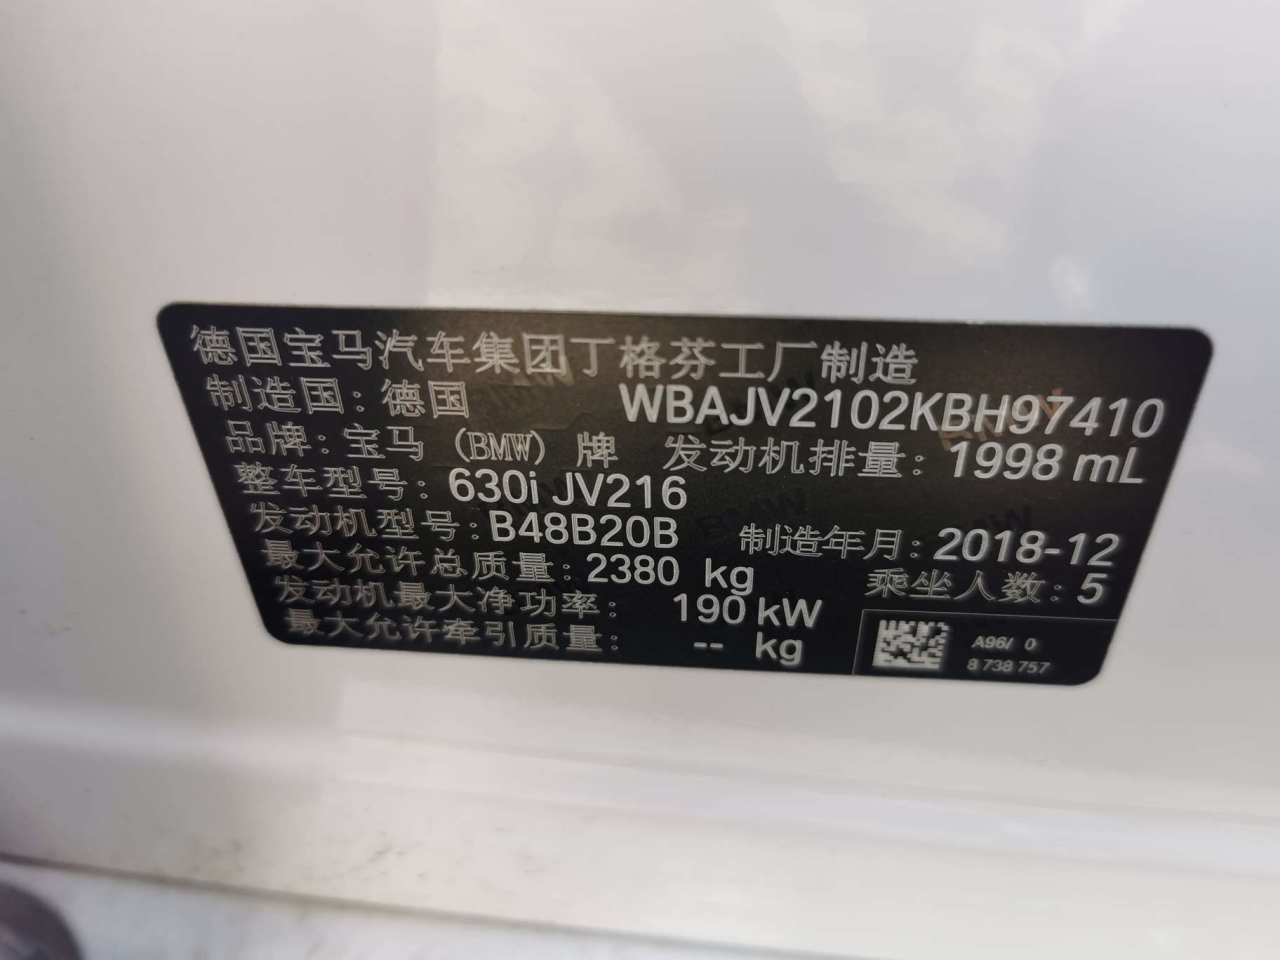 德国宝马汽车集团丁格芬工厂制造
制造国：德国 WBAJV2102KBH97410
品牌：宝马（BMW）牌 发动机排量：1998 mL
整车型号：630i JV216
发动机型号：B48B20B 制造年月：2018-12
最大允许总质量：2380 kg 乘坐人数：5
发动机最大净功率：190 kW
最大允许牵引质量：-- kg
A96/ 0
8 738 757